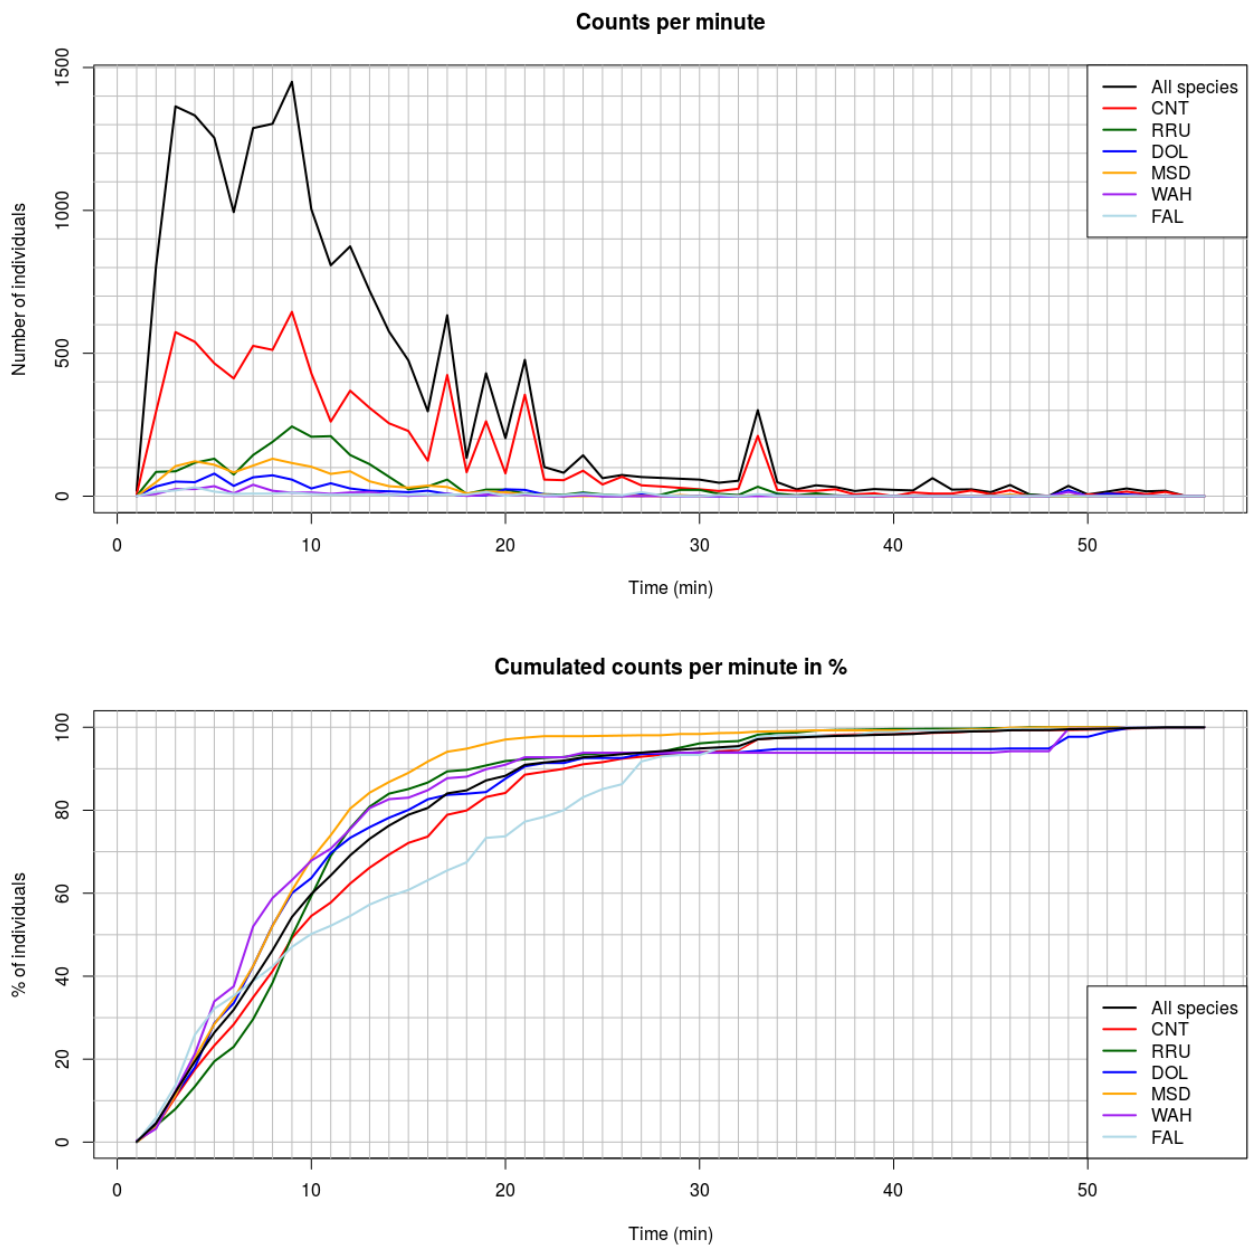 Counts per minute
1500
1000
500
0
Number of individuals
All species
CNT
RRU
DOL
MSD
WAH
FAL
0 10 20 30 40 50
Time (min)
Cumulated counts per minute in %
100
80
60
40
20
0
% of individuals
All species
CNT
RRU
DOL
MSD
WAH
FAL
0 10 20 30 40 50
Time (min)